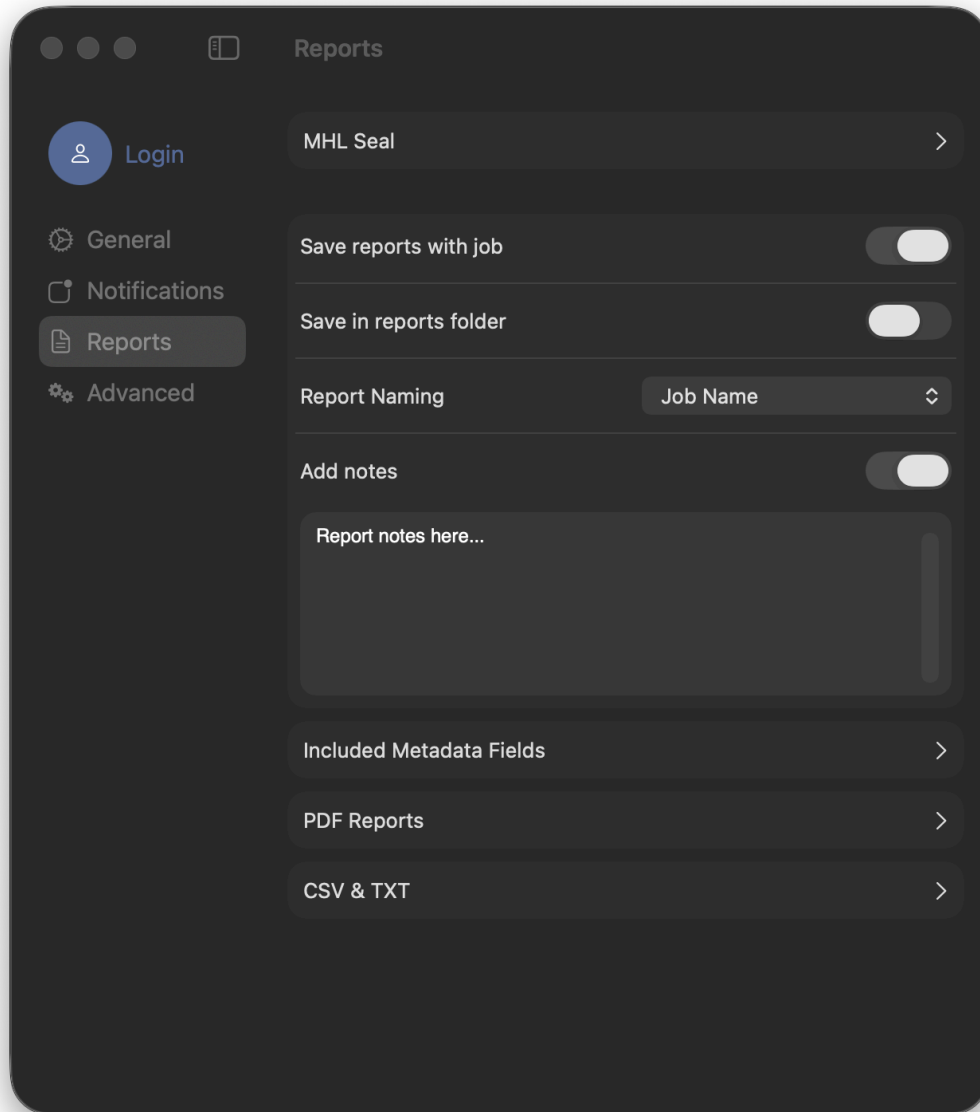 Reports
Login
General
Notifications
Reports
Advanced
MHL Seal
Save reports with job
Save in reports folder
Report Naming Job Name
Add notes
Report notes here...
Included Metadata Fields
PDF Reports
CSV & TXT